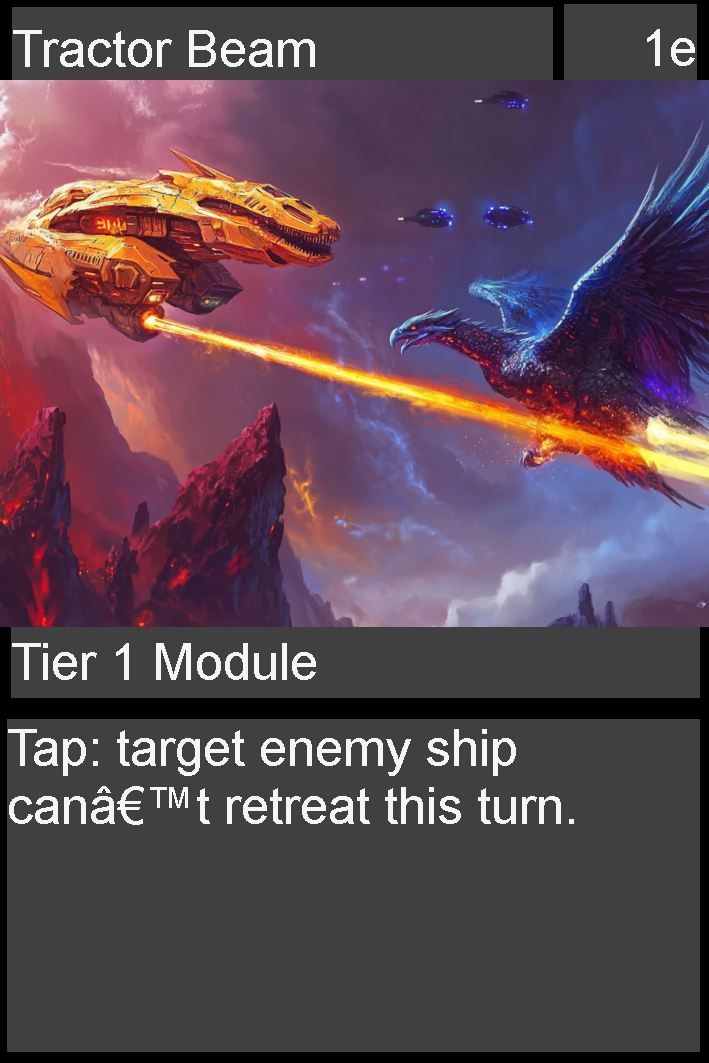 Tractor Beam
1e
Tier 1 Module
Tap: target enemy ship
canâ€™t retreat this turn.